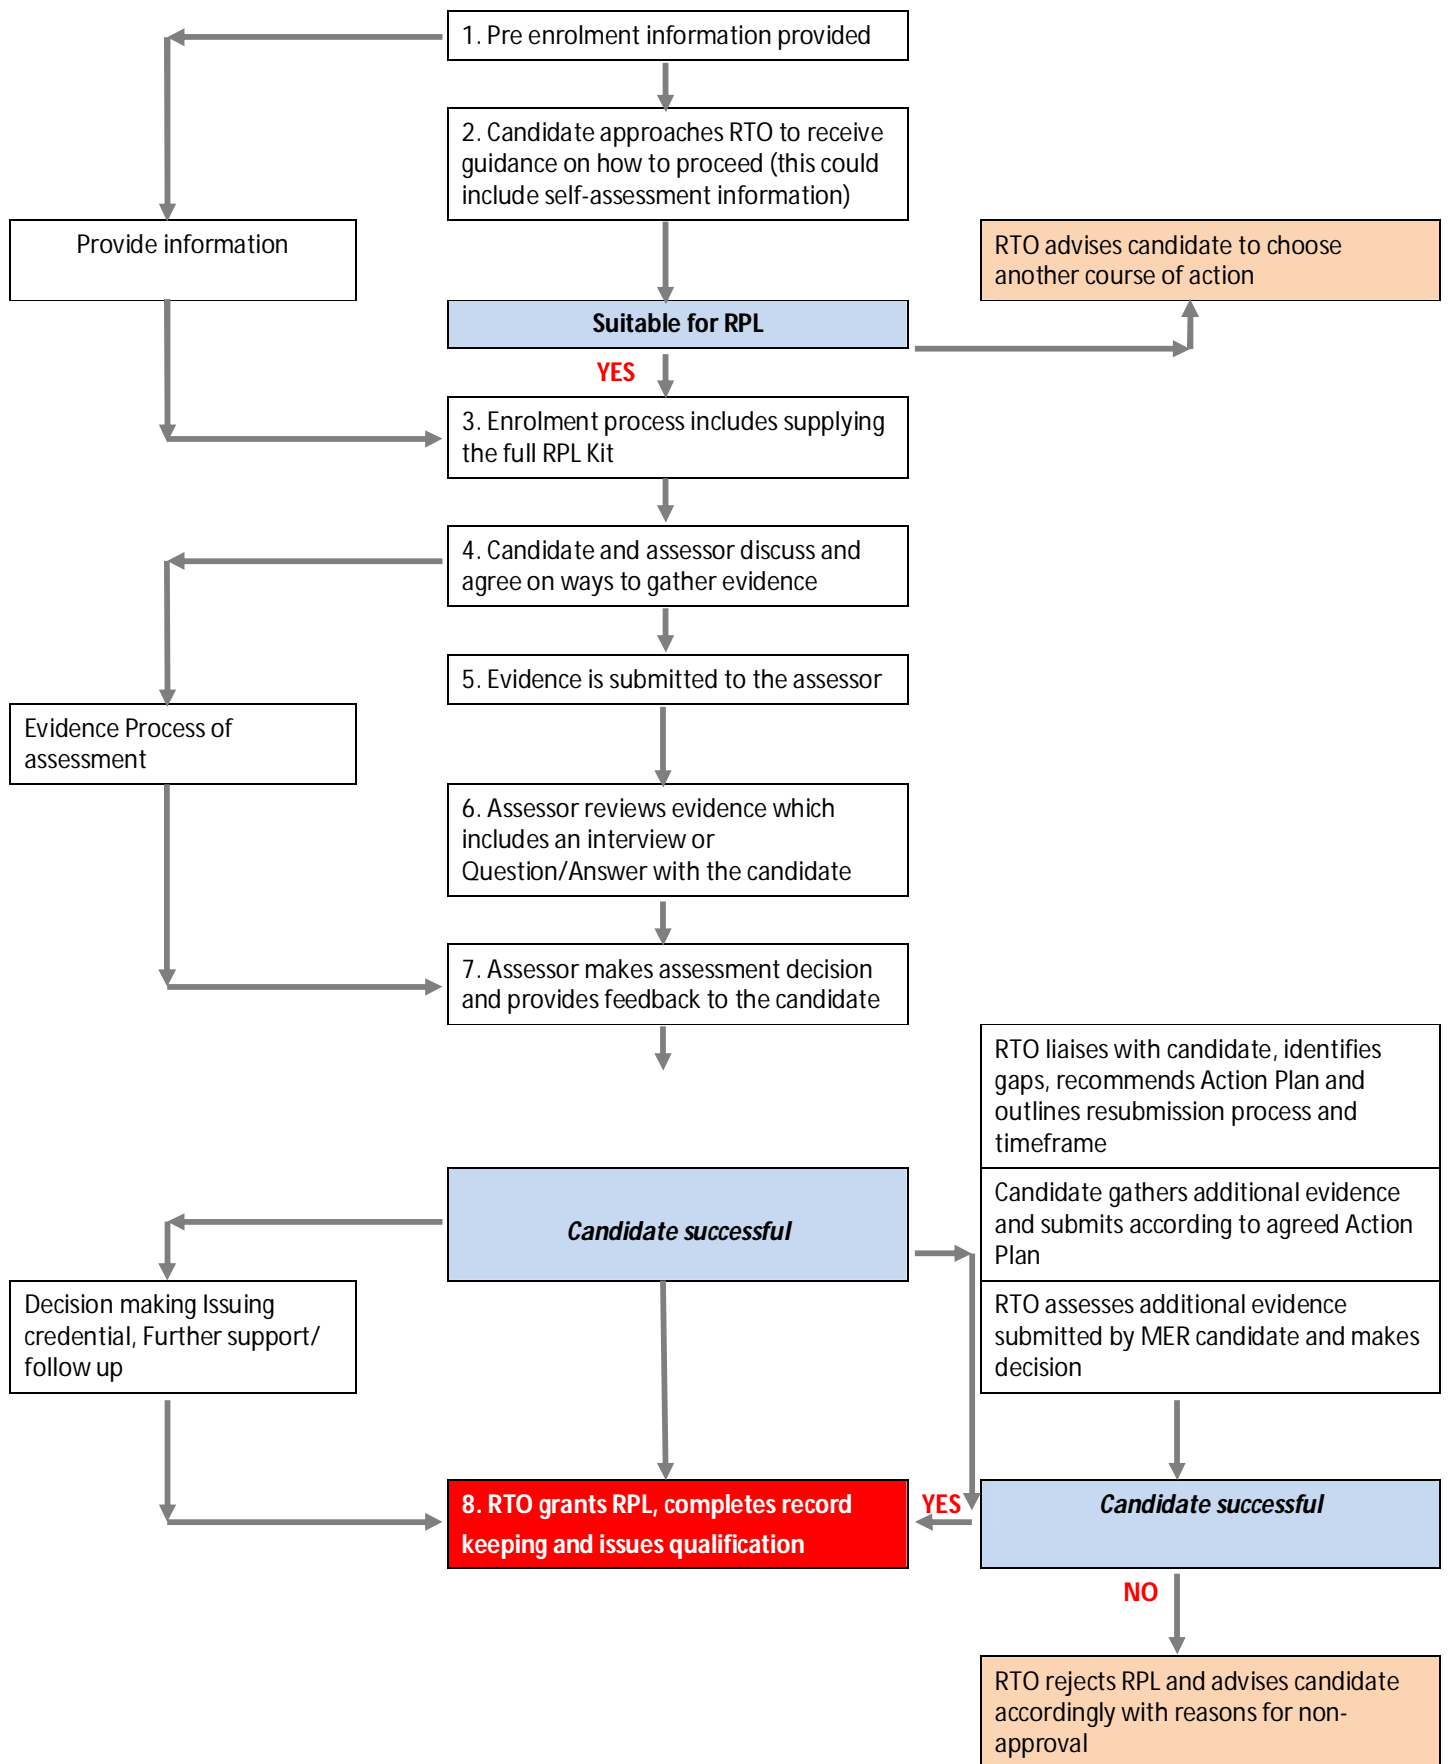 1. Pre enrolment information provided
2. Candidate approaches RTO to receive
guidance on how to proceed (this could
include self-assessment information)
Provide information
RTO advises candidate to choose
another course of action
Suitable for RPL
YES
3. Enrolment process includes supplying
the full RPL Kit
4. Candidate and assessor discuss and
agree on ways to gather evidence
5. Evidence is submitted to the assessor
Evidence Process of
assessment
6. Assessor reviews evidence which
includes an interview or
Question/Answer with the candidate
7. Assessor makes assessment decision
and provides feedback to the candidate
RTO liaises with candidate, identifies
gaps, recommends Action Plan and
outlines resubmission process and
timeframe
Candidate successful
Candidate gathers additional evidence
and submits according to agreed Action
Plan
Decision making Issuing
credential, Further support/
follow up
RTO assesses additional evidence
submitted by MER candidate and makes
decision
8. RTO grants RPL, completes record
keeping and issues qualification
YES
Candidate successful
NO
RTO rejects RPL and advises candidate
accordingly with reasons for non-
approval